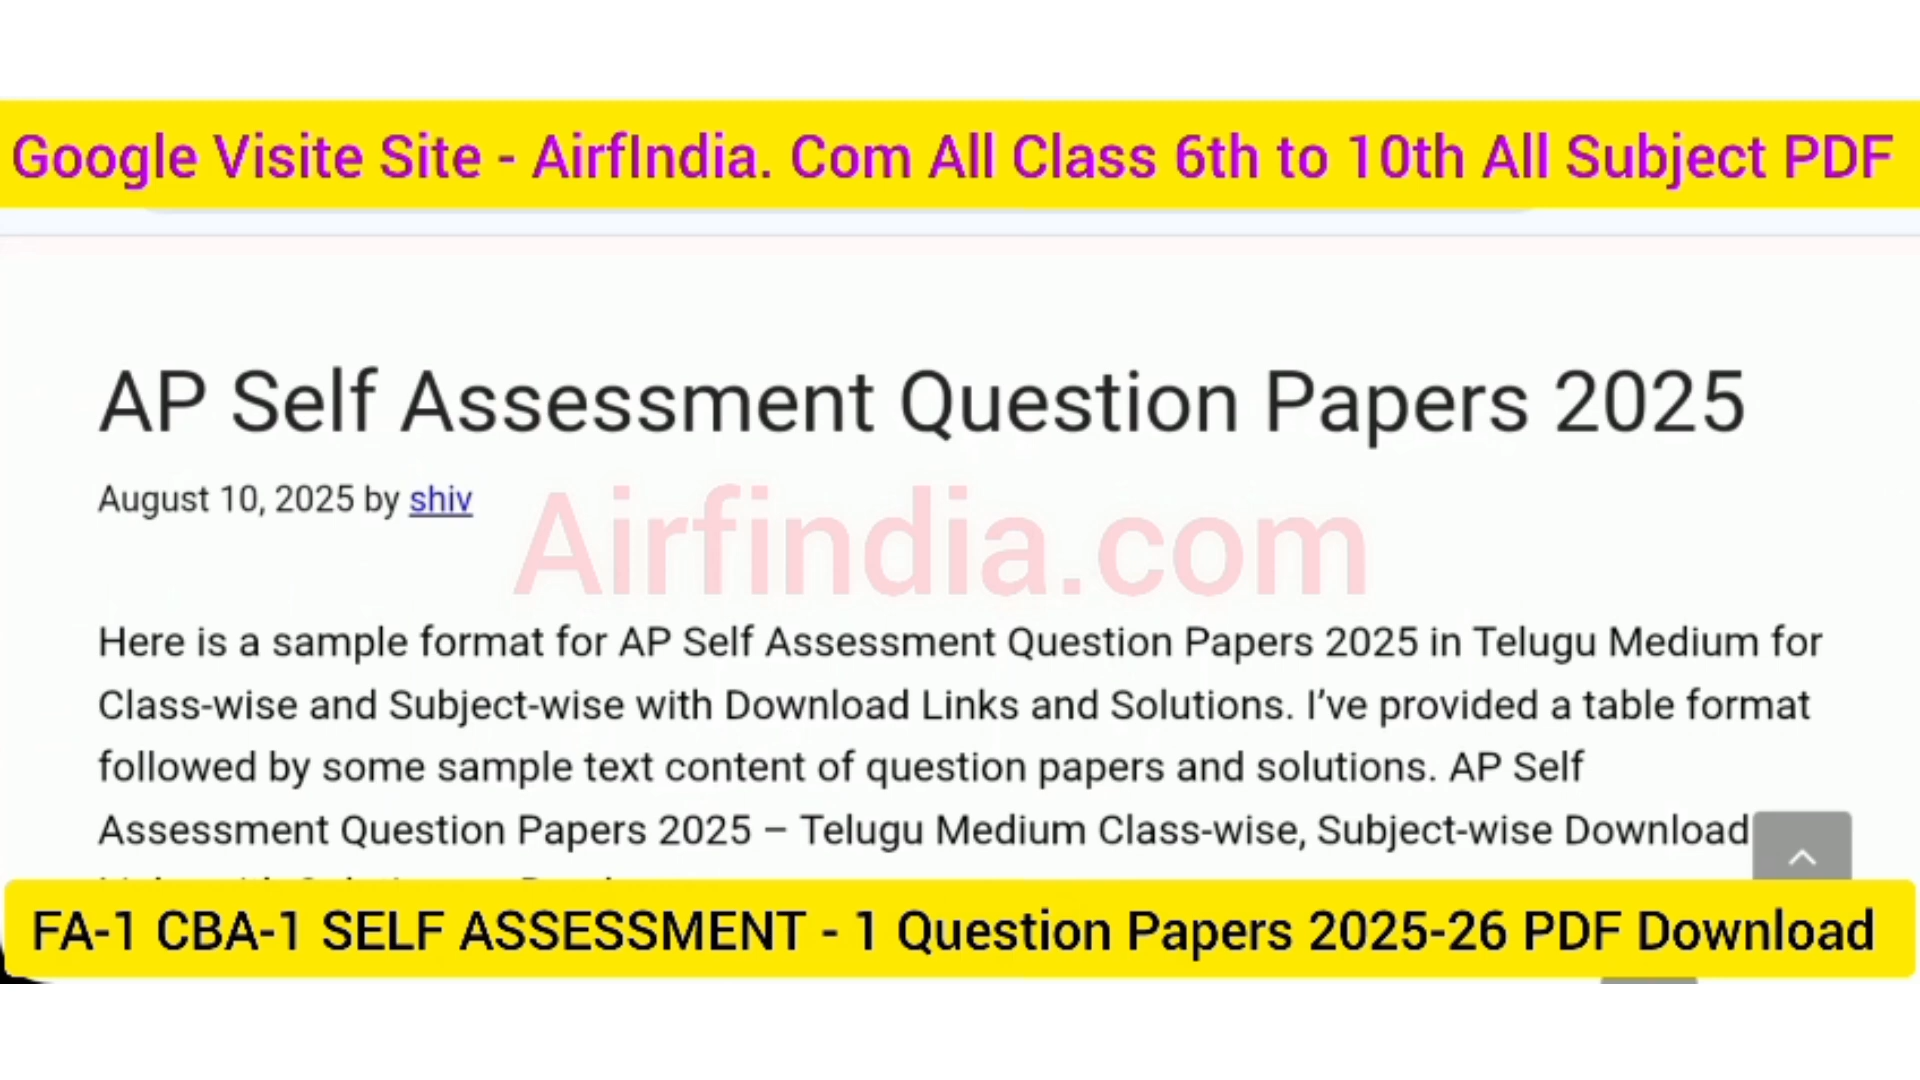 Google Visite Site - AirfIndia. Com All Class 6th to 10th All Subject PDF
AP Self Assessment Question Papers 2025
August 10, 2025 by shiv
Airfindia.com
Here is a sample format for AP Self Assessment Question Papers 2025 in Telugu Medium for
Class-wise and Subject-wise with Download Links and Solutions. I’ve provided a table format
followed by some sample text content of question papers and solutions. AP Self
Assessment Question Papers 2025 – Telugu Medium Class-wise, Subject-wise Download
FA-1 CBA-1 SELF ASSESSMENT - 1 Question Papers 2025-26 PDF Download